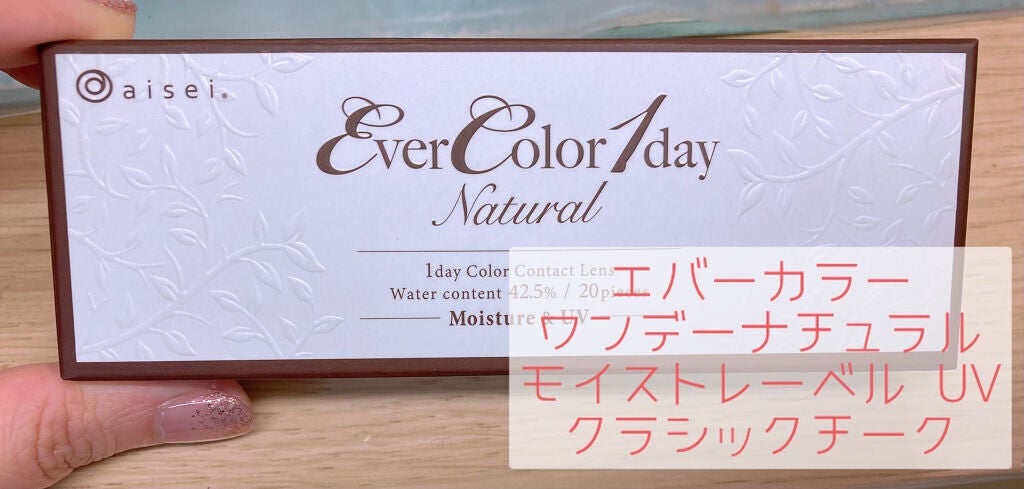 aisei®
EverColor1day
Natural
1day Color Contact Lens
Water content 42.5% / 20pieces
Moisture & UV
エバーカラー
ワンデーナチュラル
モイストレーベル UV
クラシックチーク